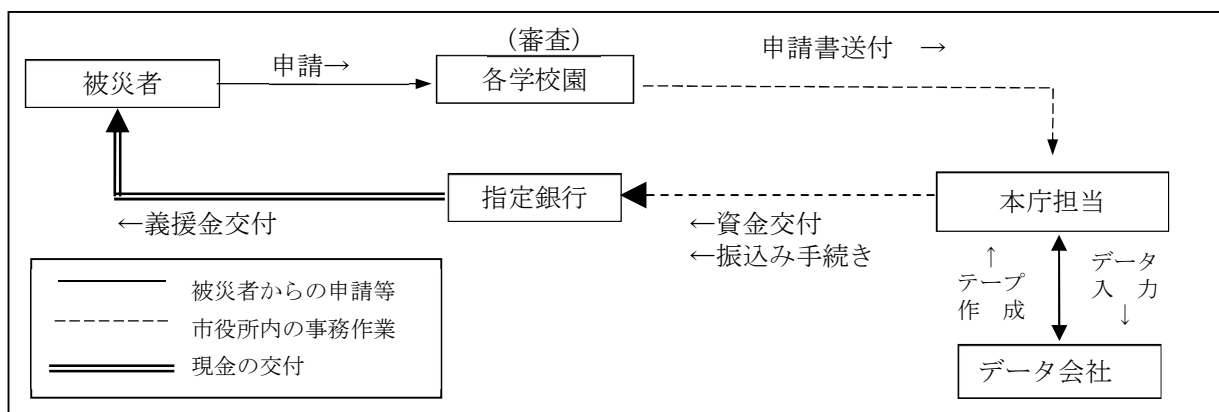 (審査)
申請書送付 →
被災者
申請→
各学校園
指定銀行
本庁担当
←義援金交付
←資金交付
←振込み手続き
↑
テープ
作 成
データ
入 力
↓
データ会社
被災者からの申請等
市役所内の事務作業
現金の交付